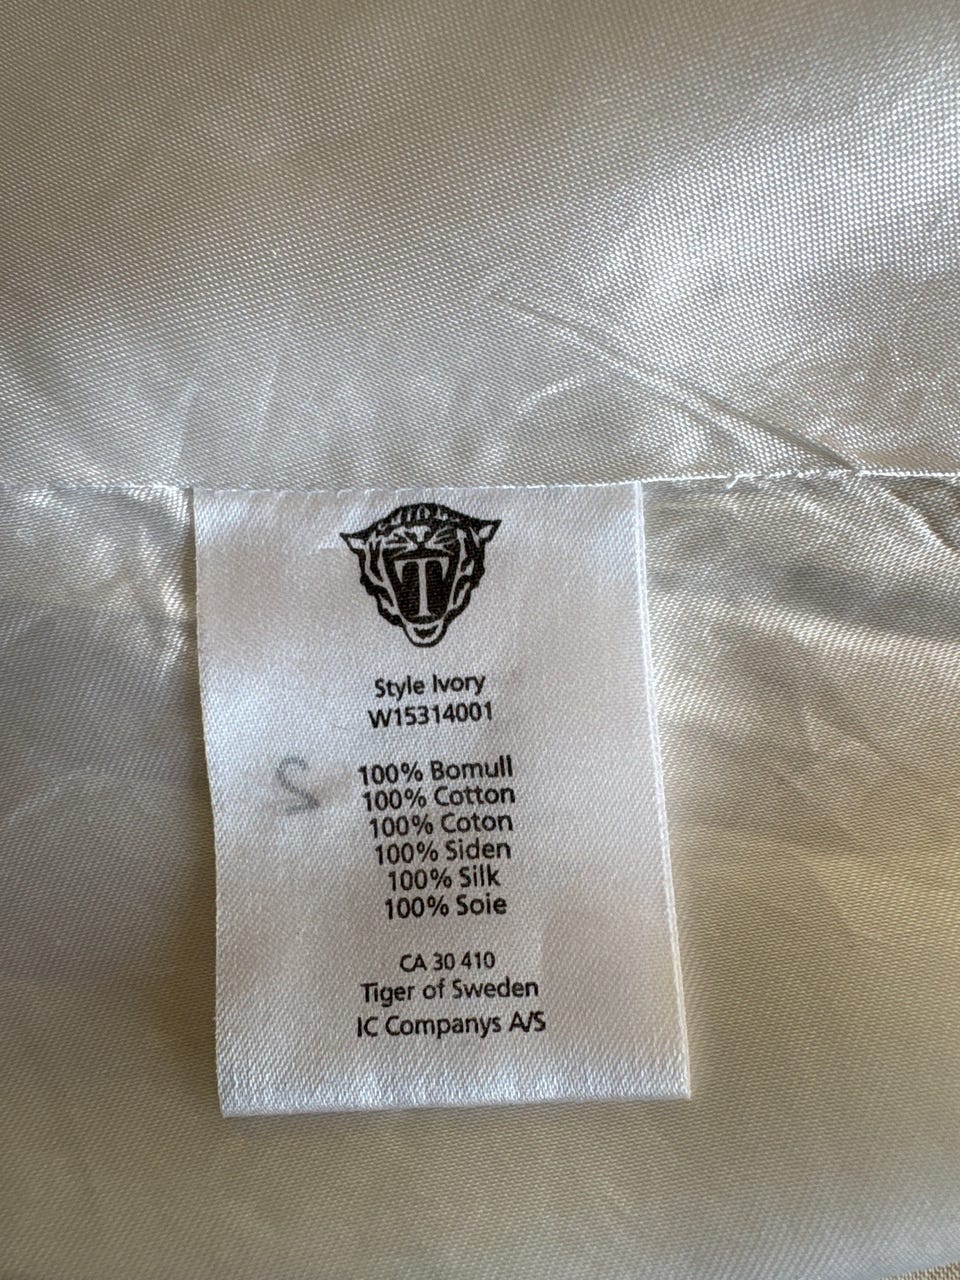 T
Style Ivory
W15314001
100% Bomull
100% Cotton
100% Coton
100% Siden
100% Silk
100% Soie
CA 30 410
Tiger of Sweden
IC Companys A/S